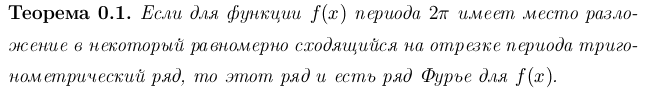 Теорема 0.1. Если для функции f(x) периода 2π имеет место разло-
жение в некоторый равномерно сходящийся на отрезке периода триго-
нометрический ряд, то этот ряд и есть ряд Фурье для f(x).